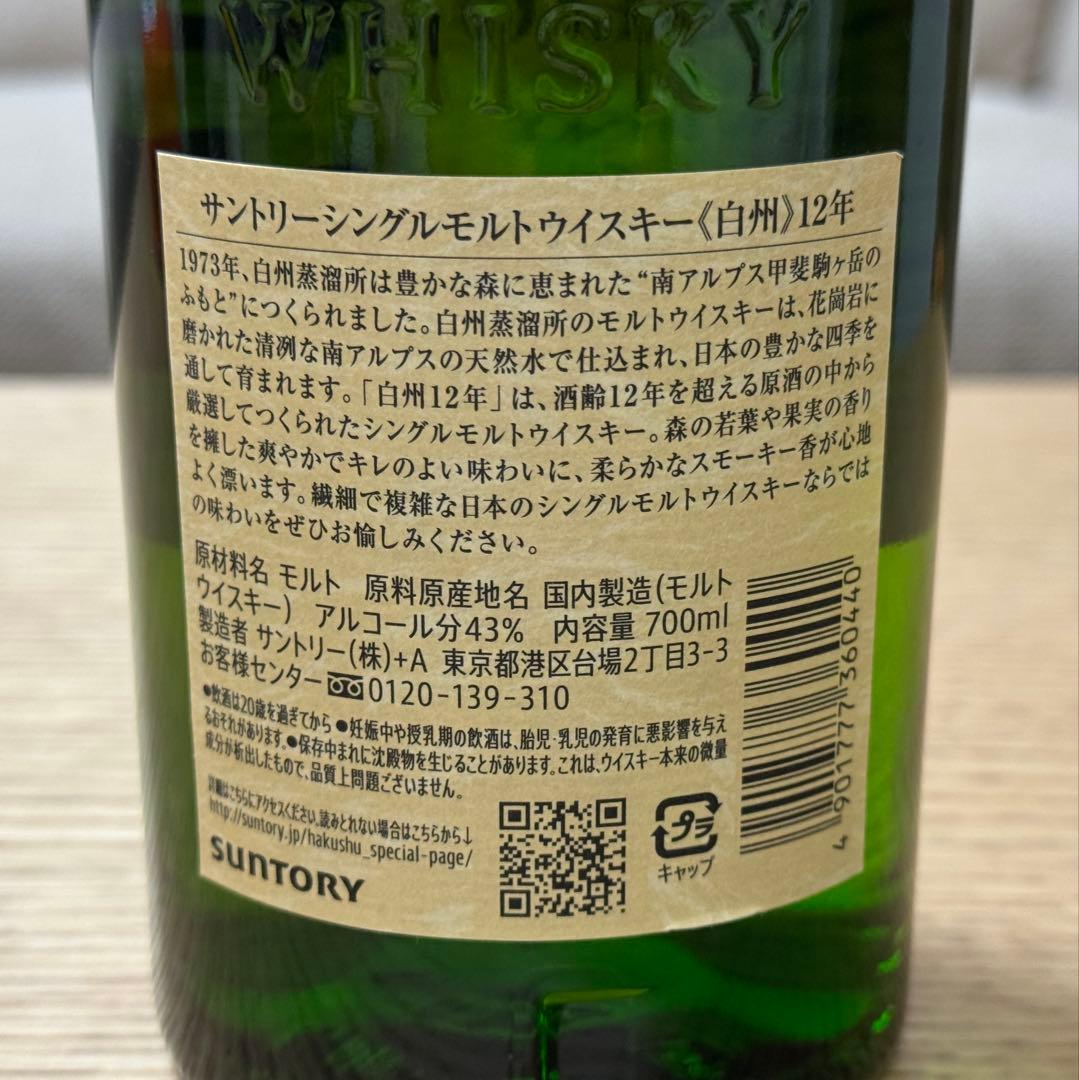 WHISKY
サントリーシングルモルトウイスキー《白州》12年
1973年、白州蒸溜所は豊かな森に恵まれた“南アルプス甲斐駒ヶ岳の
ふもと”につくられました。白州蒸溜所のモルトウイスキーは、花崗岩に
磨かれた清冽な南アルプスの天然水で仕込まれ、日本の豊かな四季を
通して育まれます。「白州12年」は、酒齢12年を超える原酒の中から
厳選してつくられたシングルモルトウイスキー。森の若葉や果実の香り
を擁した爽やかでキレのよい味わいに、柔らかなスモーキー香が心地
よく漂います。繊細で複雑な日本のシングルモルトウイスキーならでは
の味わいをぜひお愉しみください。
原材料名 モルト 原料原産地名 国内製造(モルト
ウイスキー) アルコール分43% 内容量 700ml
製造者 サントリー(株)+A 東京都港区台場2丁目3-3
お客様センター 0120-139-310
●飲酒は20歳を過ぎてから ●妊娠中や授乳期の飲酒は、胎児・乳児の発育に悪影響を与え
るおそれがあります。●保存中まれに沈殿物を生じることがあります。これは、ウイスキー本来の微量
成分が析出したもので、品質上問題ございません。
詳細はこちらにアクセスください。読みとれない場合はこちらから↓
http://suntory.jp/hakushu_special-page/
SUNTORY
プラ
キャップ
4 901777 360440